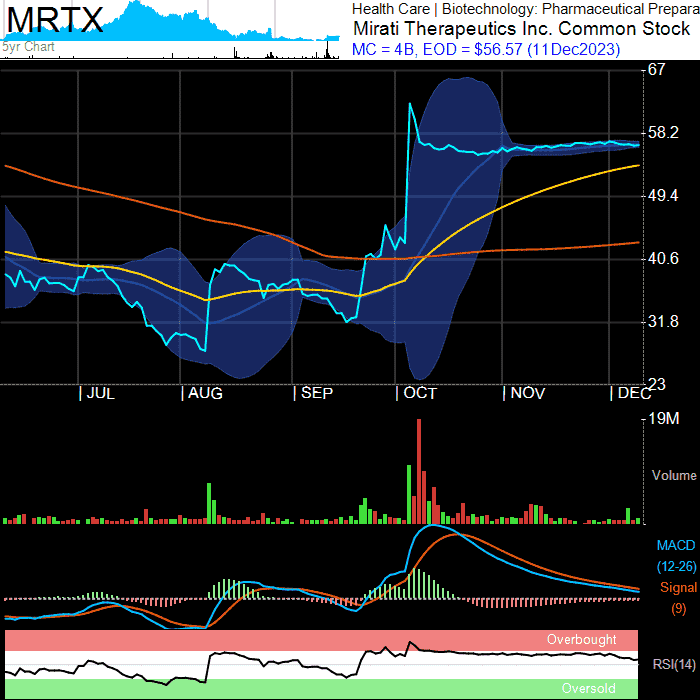 MRTX
5yr Chart
Health Care | Biotechnology: Pharmaceutical Prepara
Mirati Therapeutics Inc. Common Stock
MC = 4B, EOD = $56.57 (11Dec2023)
67
58.2
49.4
40.6
31.8
23
JUL
AUG
SEP
OCT
NOV
DEC
19M
Volume
MACD
(12-26)
Signal
(9)
Overbought
RSI(14)
Oversold